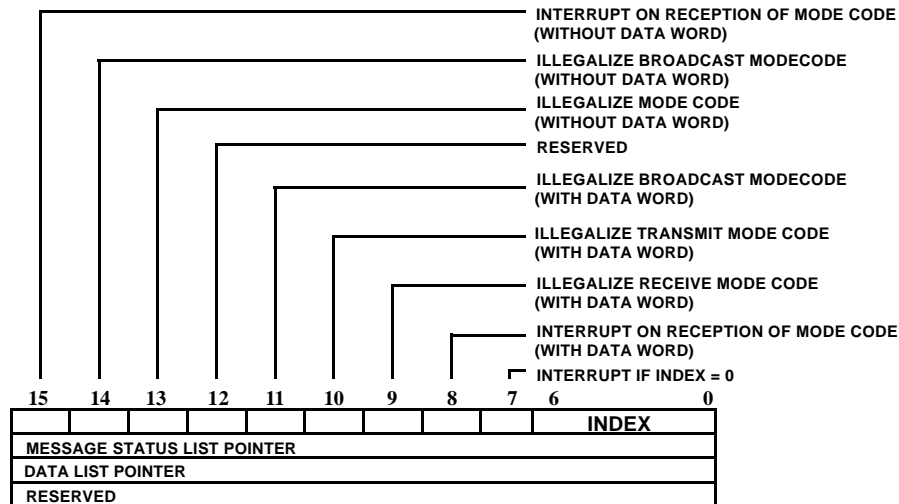 INTERRUPT ON RECEPTION OF MODE CODE
(WITHOUT DATA WORD)
ILLEGALIZE BROADCAST MODECODE
(WITHOUT DATA WORD)
ILLEGALIZE MODE CODE
(WITHOUT DATA WORD)
RESERVED
ILLEGALIZE BROADCAST MODECODE
(WITH DATA WORD)
ILLEGALIZE TRANSMIT MODE CODE
(WITH DATA WORD)
ILLEGALIZE RECEIVE MODE CODE
(WITH DATA WORD)
INTERRUPT ON RECEPTION OF MODE CODE
(WITH DATA WORD)
INTERRUPT IF INDEX = 0
15 14 13 12 11 10 9 8 7 6 0
INDEX
MESSAGE STATUS LIST POINTER
DATA LIST POINTER
RESERVED